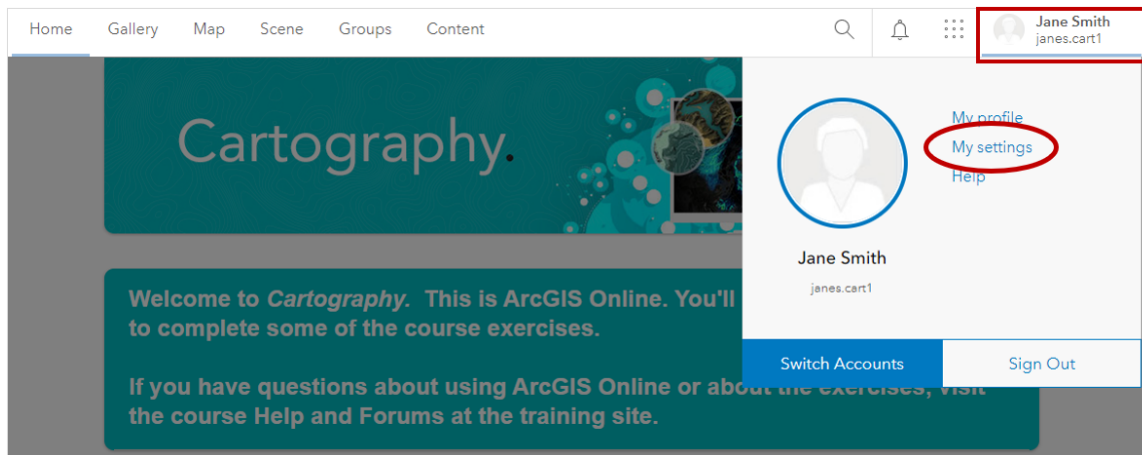 Home Gallery Map Scene Groups Content
Jane Smith
janes.cart1
Cartography.
My profile
My settings
Help
Jane Smith
janes.cart1
Switch Accounts Sign Out
Welcome to Cartography. This is ArcGIS Online. You'll
to complete some of the course exercises.
If you have questions about using ArcGIS Online or about the exercises, visit
the course Help and Forums at the training site.